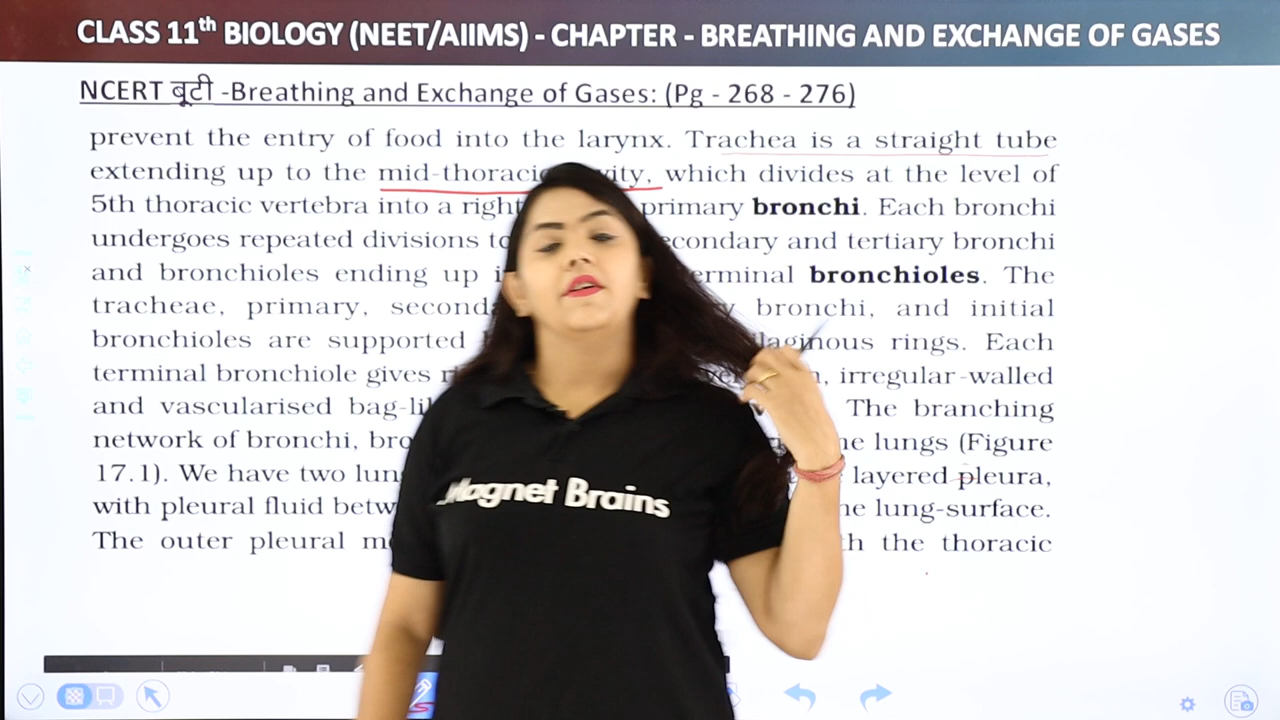 CLASS 11th BIOLOGY (NEET/AIIMS) - CHAPTER - BREATHING AND EXCHANGE OF GASES
NCERT बूटी -Breathing and Exchange of Gases: (Pg - 268 - 276)
prevent the entry of food into the larynx. Trachea is a straight tube
extending up to the mid-thoracic vity, which divides at the level of
5th thoracic vertebra into a right primary bronchi. Each bronchi
undergoes repeated divisions to econdary and tertiary bronchi
and bronchioles ending up i erminal bronchioles. The
tracheae, primary, seconda bronchi, and initial
bronchioles are supported laginous rings. Each
terminal bronchiole gives ri irregular-walled
and vascularised bag-li The branching
network of bronchi, bro he lungs (Figure
17.1). We have two lun layered pleura,
with pleural fluid betw he lung-surface.
The outer pleural m th the thoracic
Magnet Brains